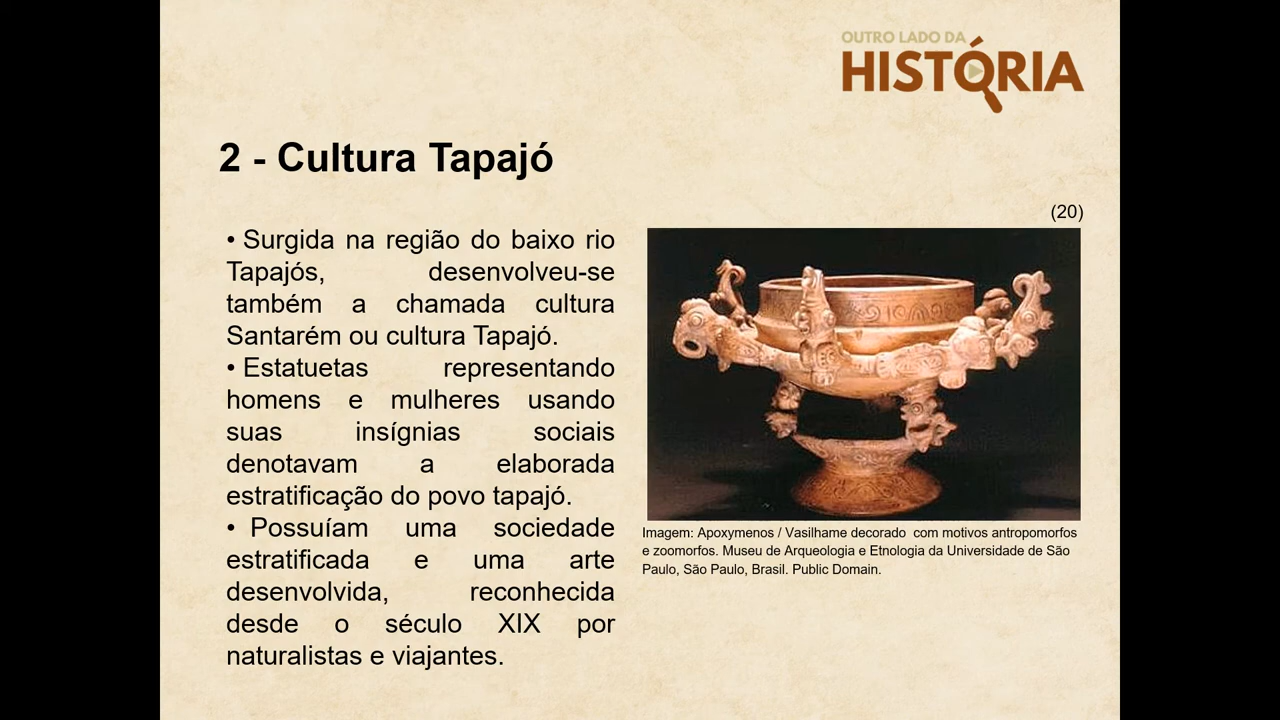 OUTRO LADO DA
HISTÓRIA
2 - Cultura Tapajó
(20)
• Surgida na região do baixo rio
Tapajós, desenvolveu-se
também a chamada cultura
Santarém ou cultura Tapajó.
• Estatuetas representando
homens e mulheres usando
suas insígnias sociais
denotavam a elaborada
estratificação do povo tapajó.
• Possuíam uma sociedade
estratificada e uma arte
desenvolvida, reconhecida
desde o século XIX por
naturalistas e viajantes.
Imagem: Apoxymenos / Vasilhame decorado com motivos antropomorfos
e zoomorfos. Museu de Arqueologia e Etnologia da Universidade de São
Paulo, São Paulo, Brasil. Public Domain.